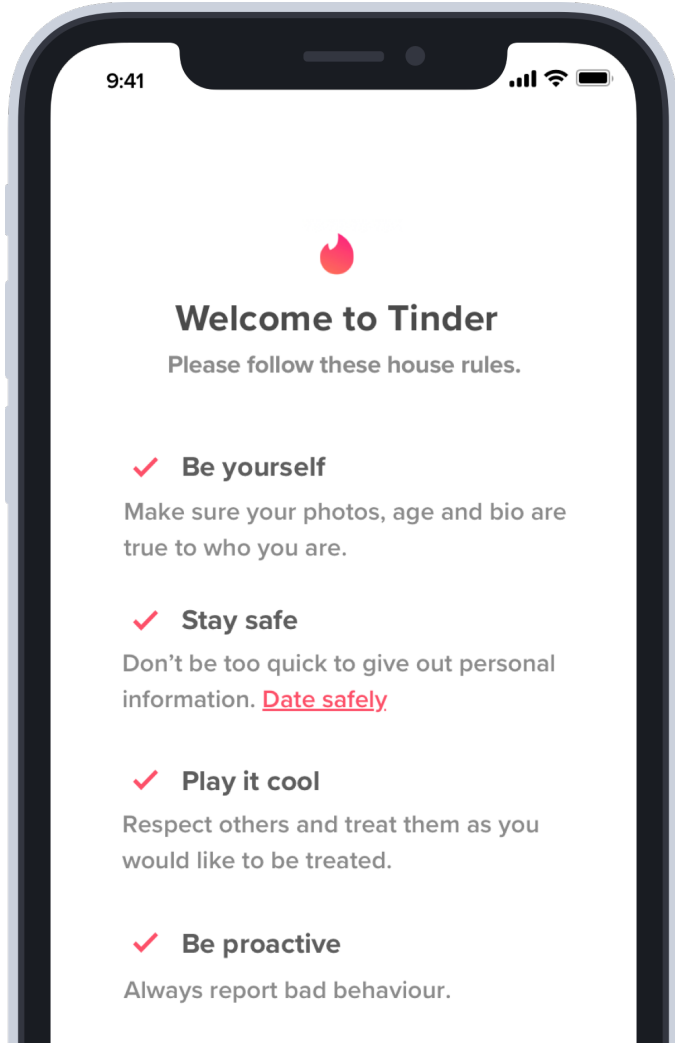 9:41
Welcome to Tinder
Please follow these house rules.
Be yourself
Make sure your photos, age and bio are
true to who you are.
Stay safe
Don’t be too quick to give out personal
information. Date safely
Play it cool
Respect others and treat them as you
would like to be treated.
Be proactive
Always report bad behaviour.